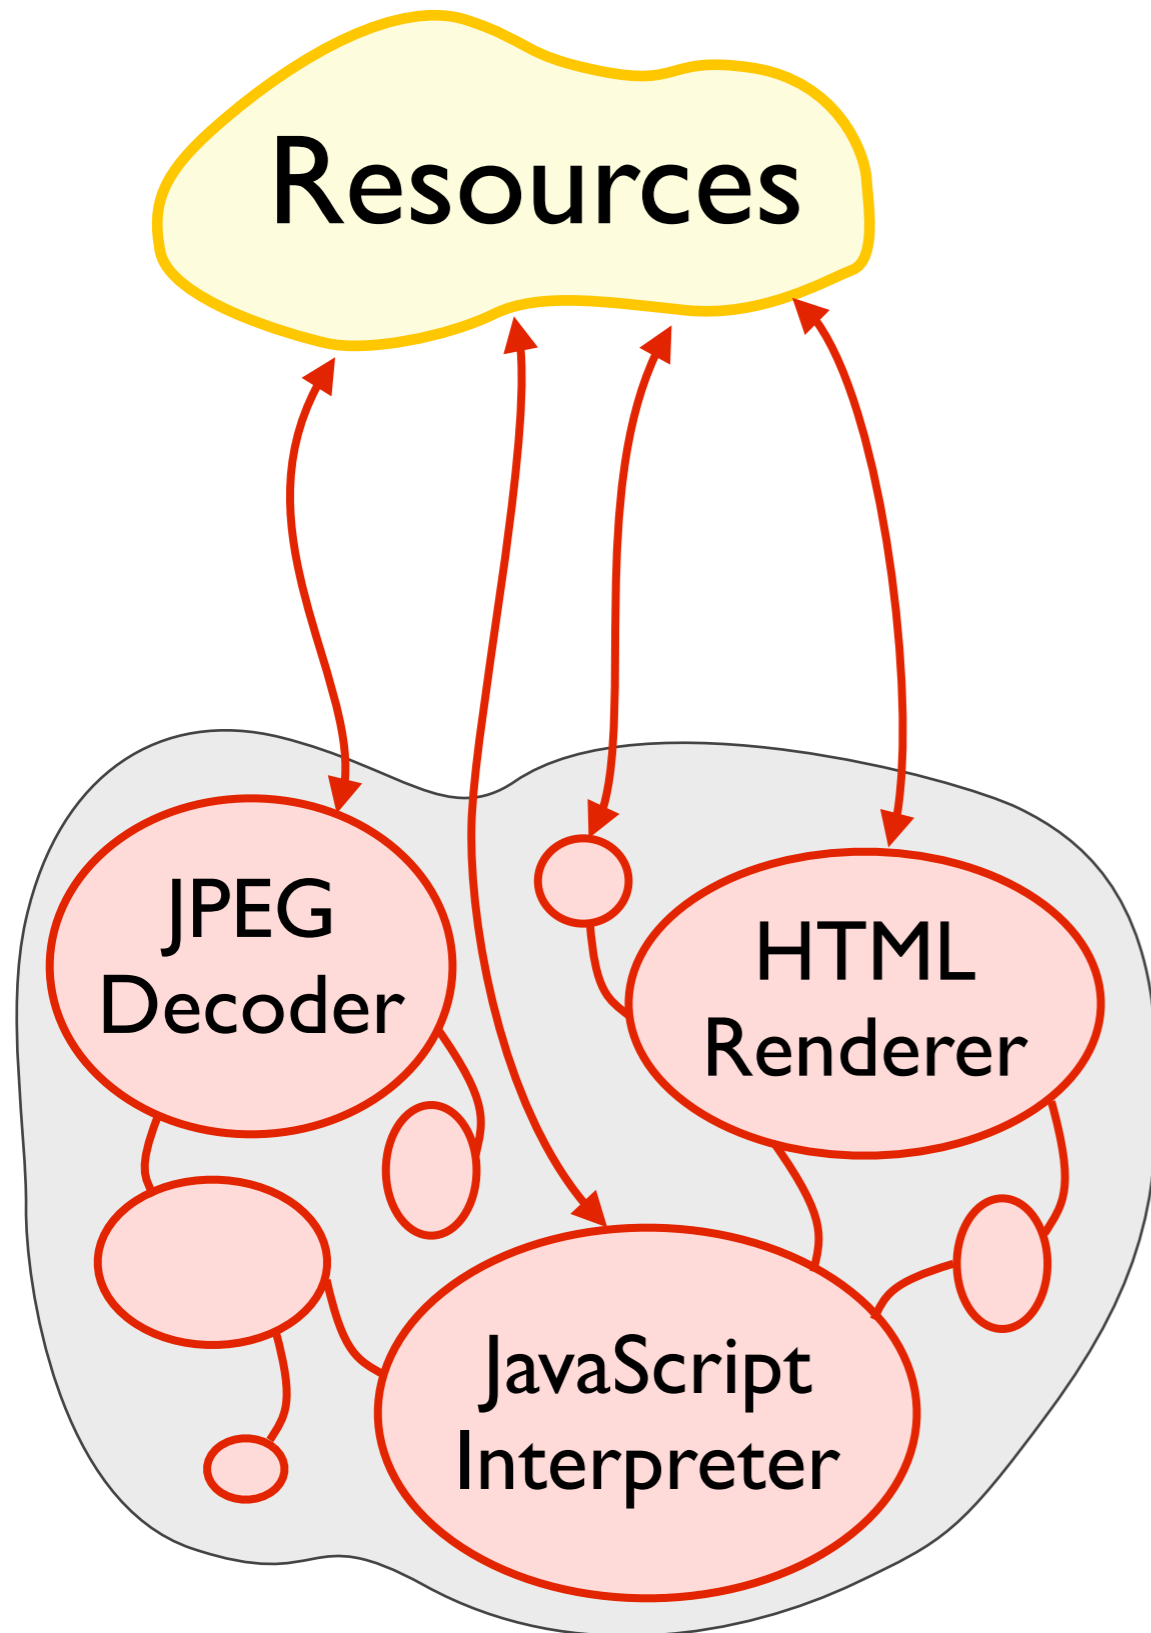 Resources
JPEG
Decoder
HTML
Renderer
JavaScript
Interpreter